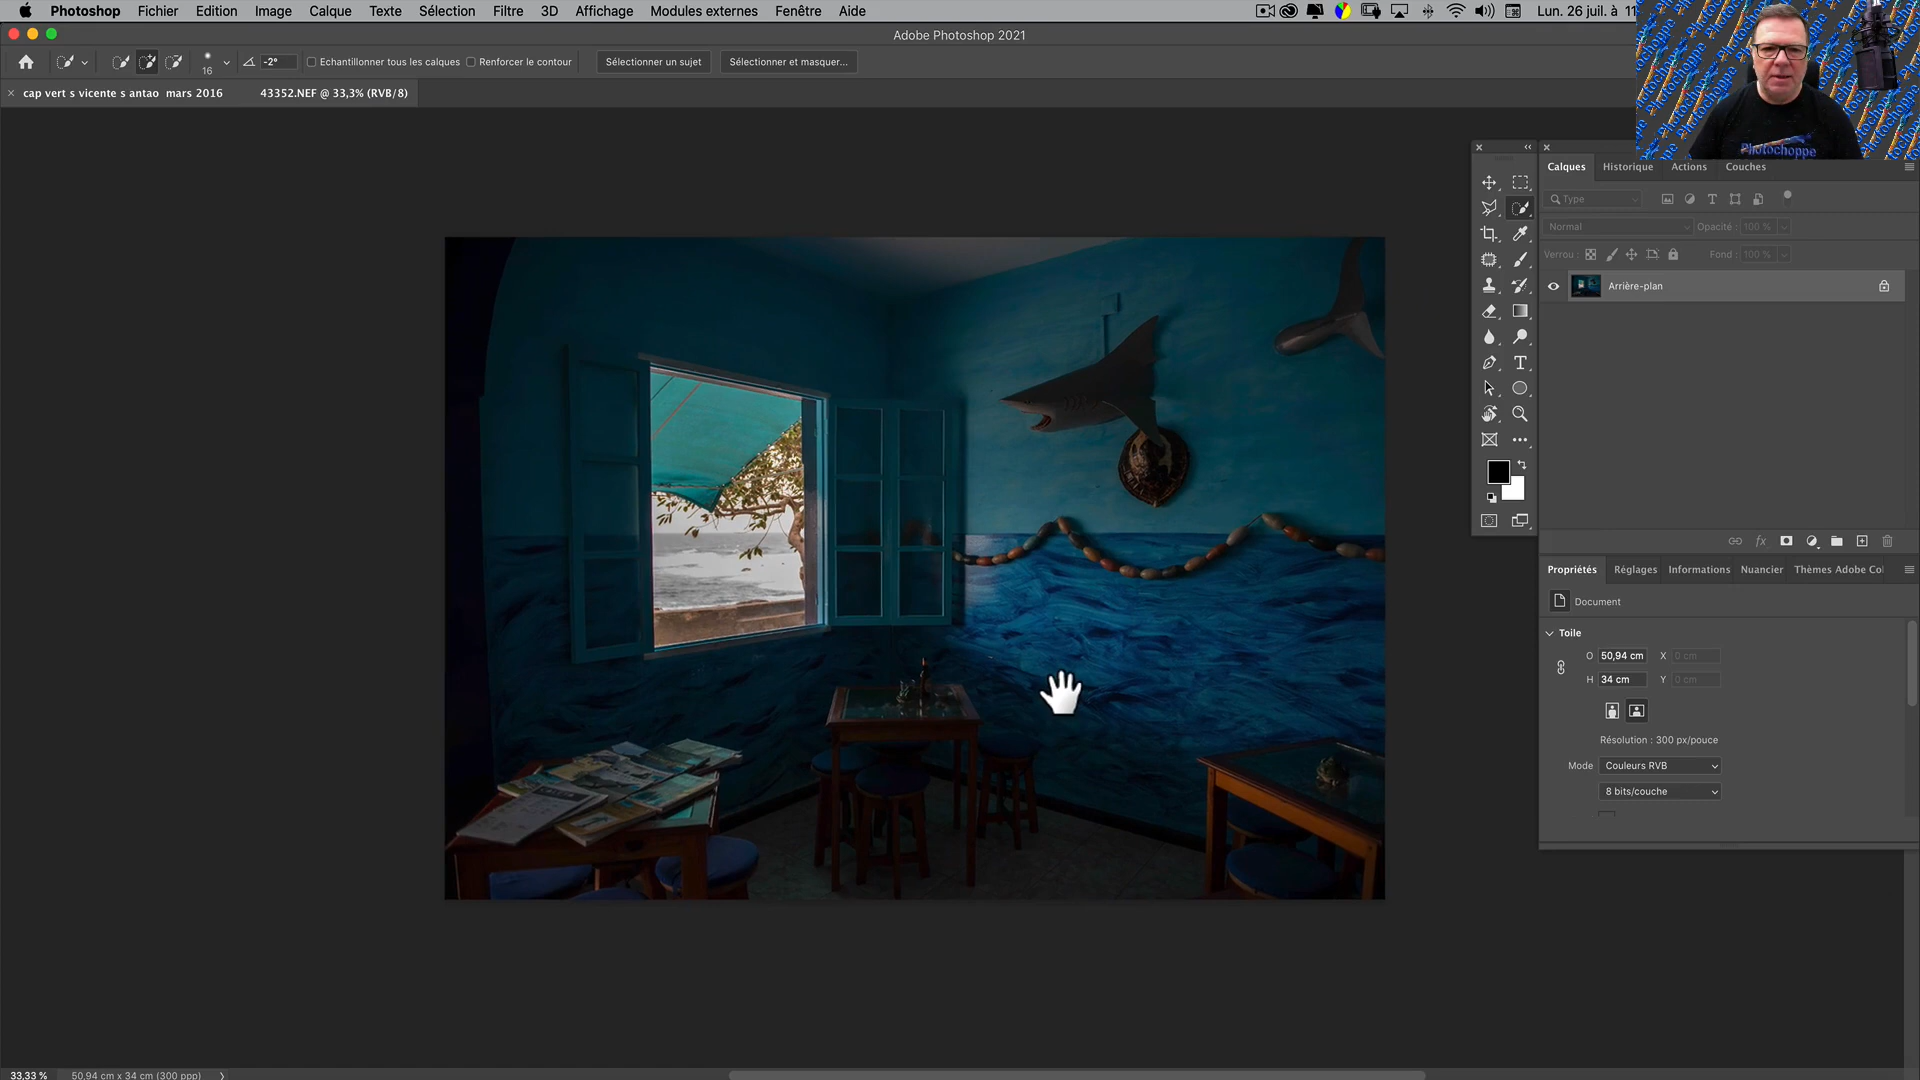 Photoshop Fichier Edition Image Calque Texte Sélection Filtre 3D Affichage Modules externes Fenêtre Aide
Lun. 26 juil. à 11
Adobe Photoshop 2021
16
-2°
Echantillonner tous les calques
Renforcer le contour
Sélectionner un sujet
Sélectionner et masquer...
cap vert s vicente s antao mars 2016 43352.NEF @ 33,3% (RVB/8)
Photochoppe
Calques Historique Actions Couches
Type
Normal Opacité : 100 %
Verrou : Fond : 100 %
Arrière-plan
Propriétés Réglages Informations Nuancier Thèmes Adobe Col
Document
Toile
O 50,94 cm X 0 cm
H 34 cm Y 0 cm
Résolution : 300 px/pouce
Mode Couleurs RVB
8 bits/couche
33,33 % 50,94 cm x 34 cm (300 ppp)